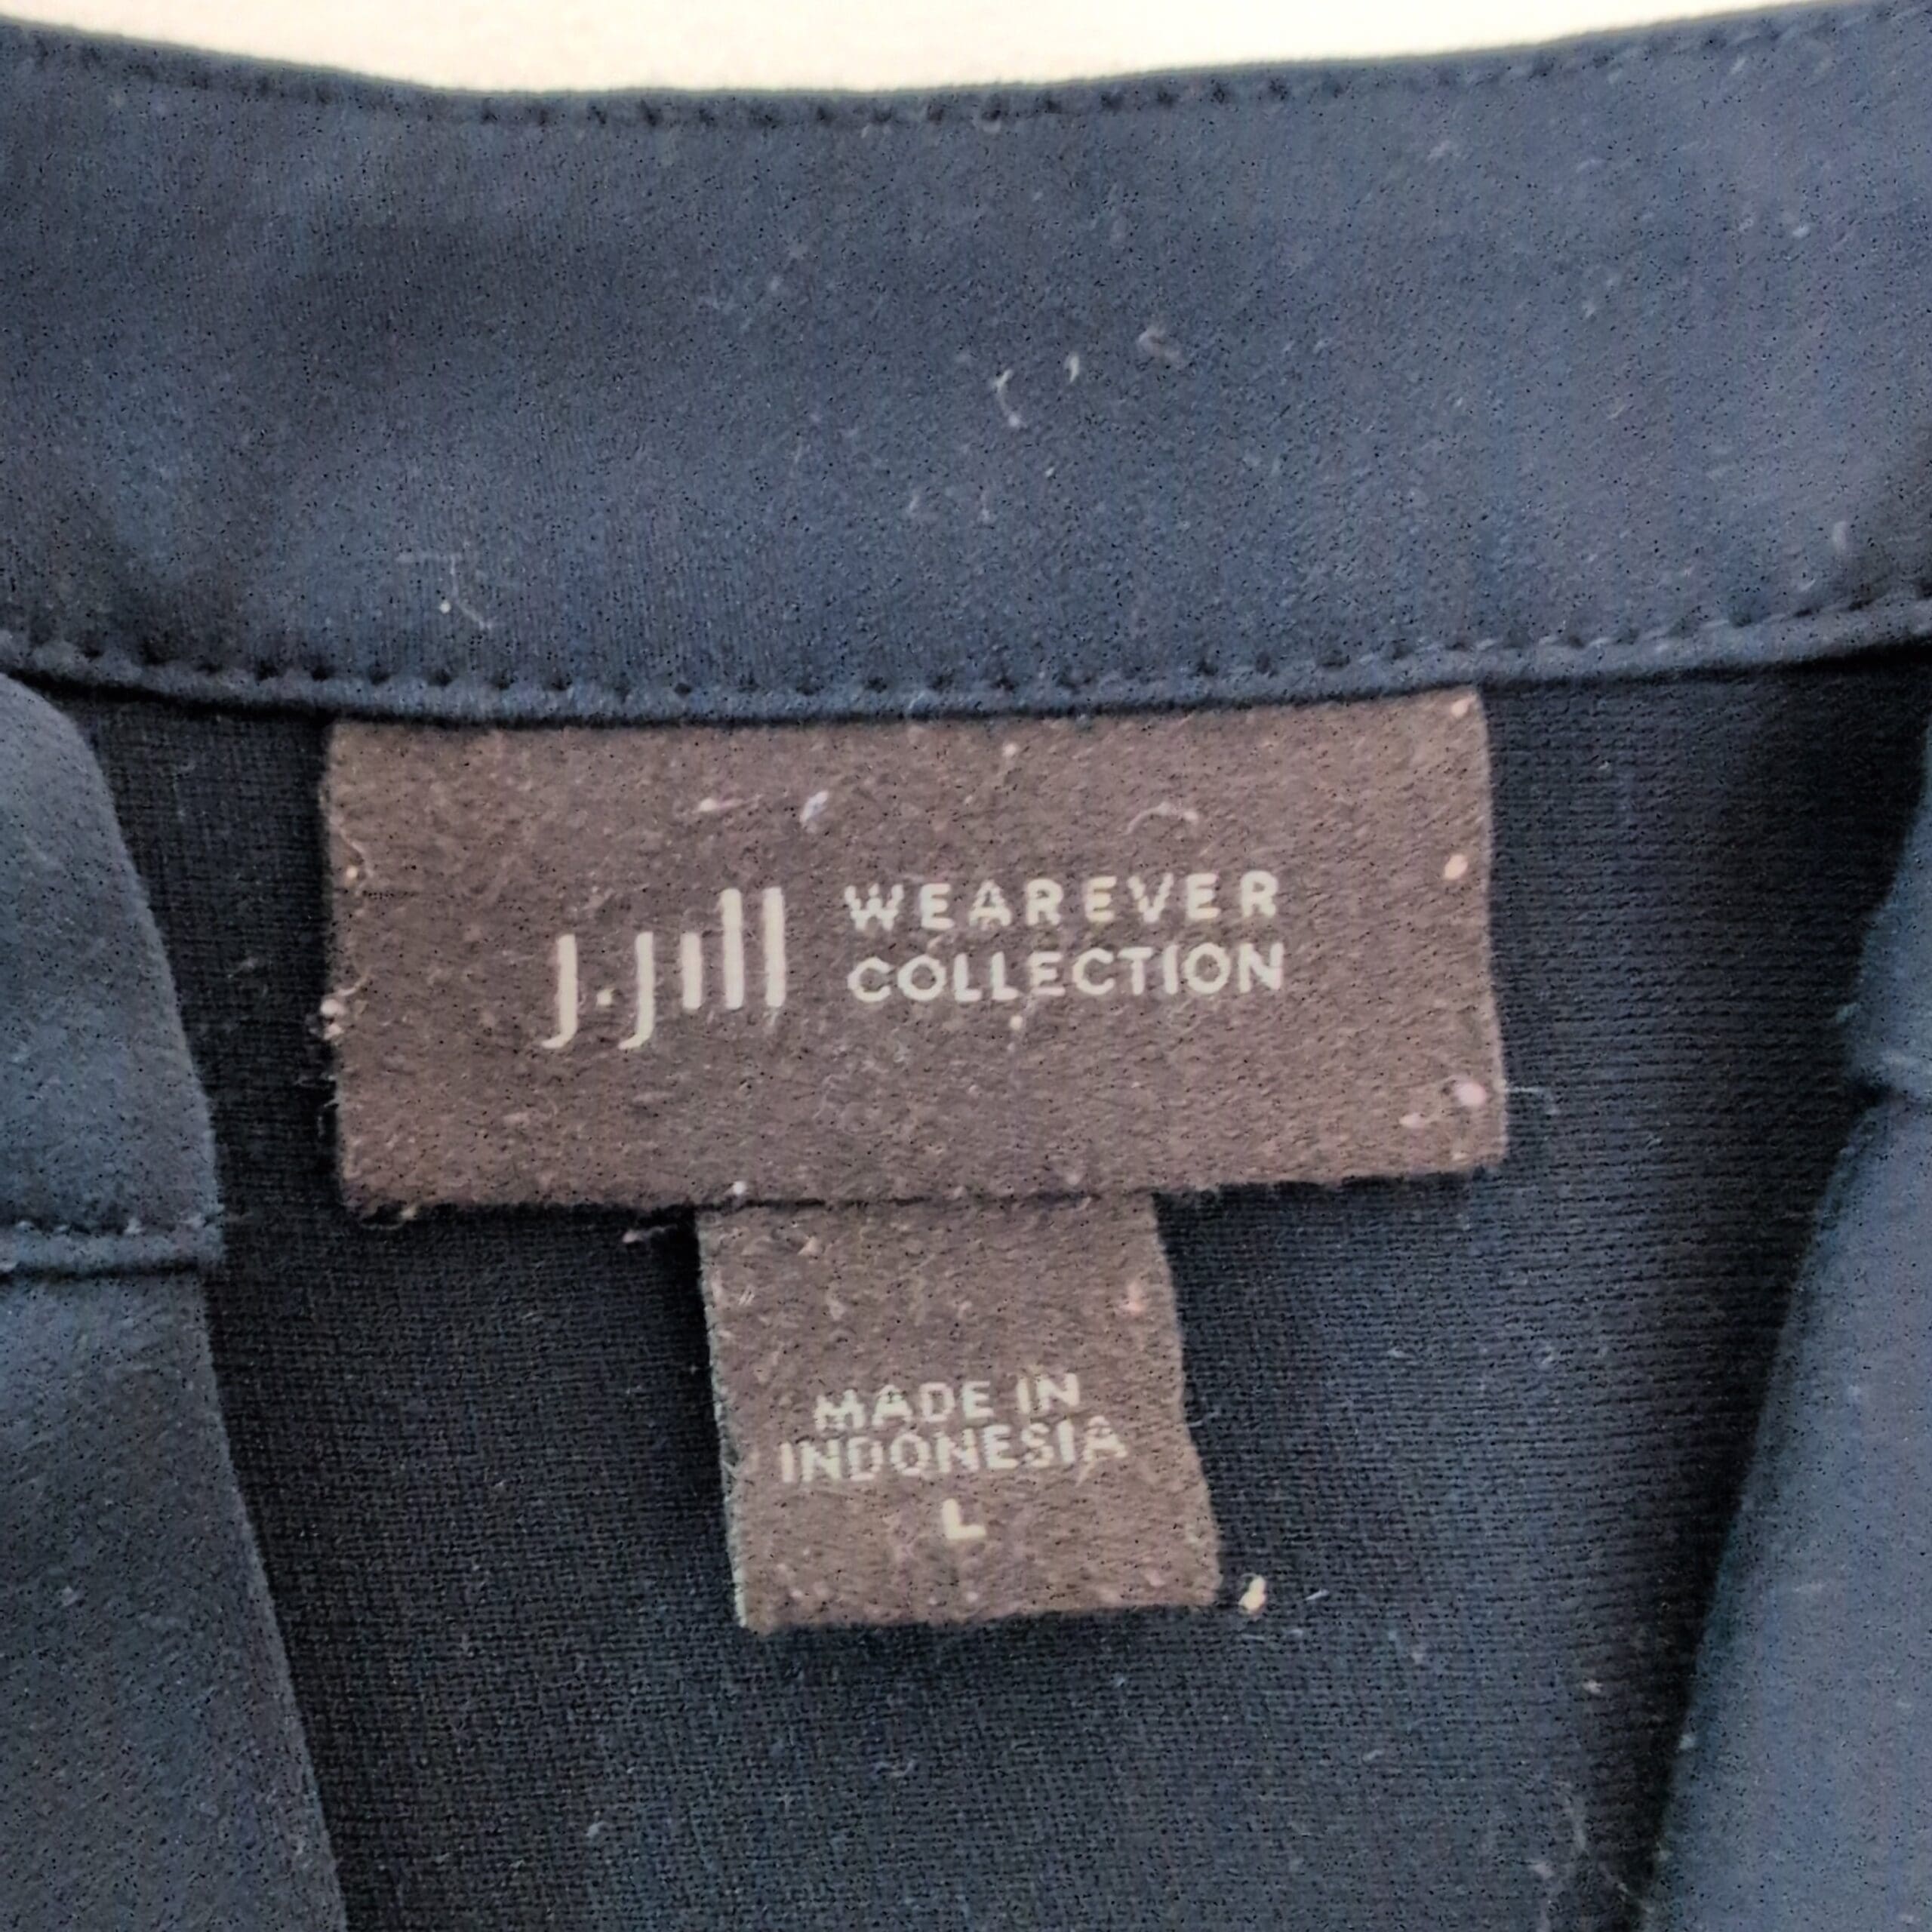 J.Jill WEAREVER
COLLECTION
MADE IN
INDONESIA
L